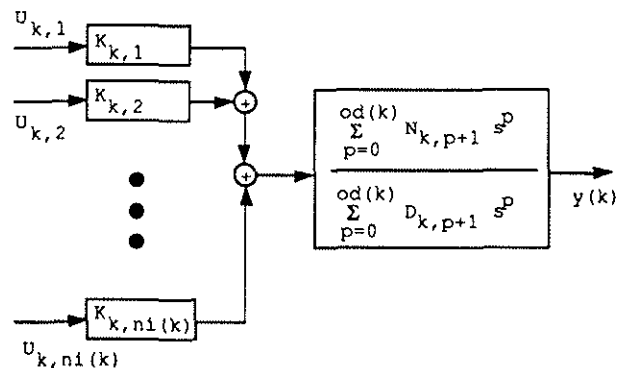 U k,1
K k,1
K k,2
U k,2
+
+
od(k)
Σ N k,p+1 s^p
p=0
od(k)
Σ D k,p+1 s^p
p=0
y(k)
K k,ni(k)
U k,ni(k)